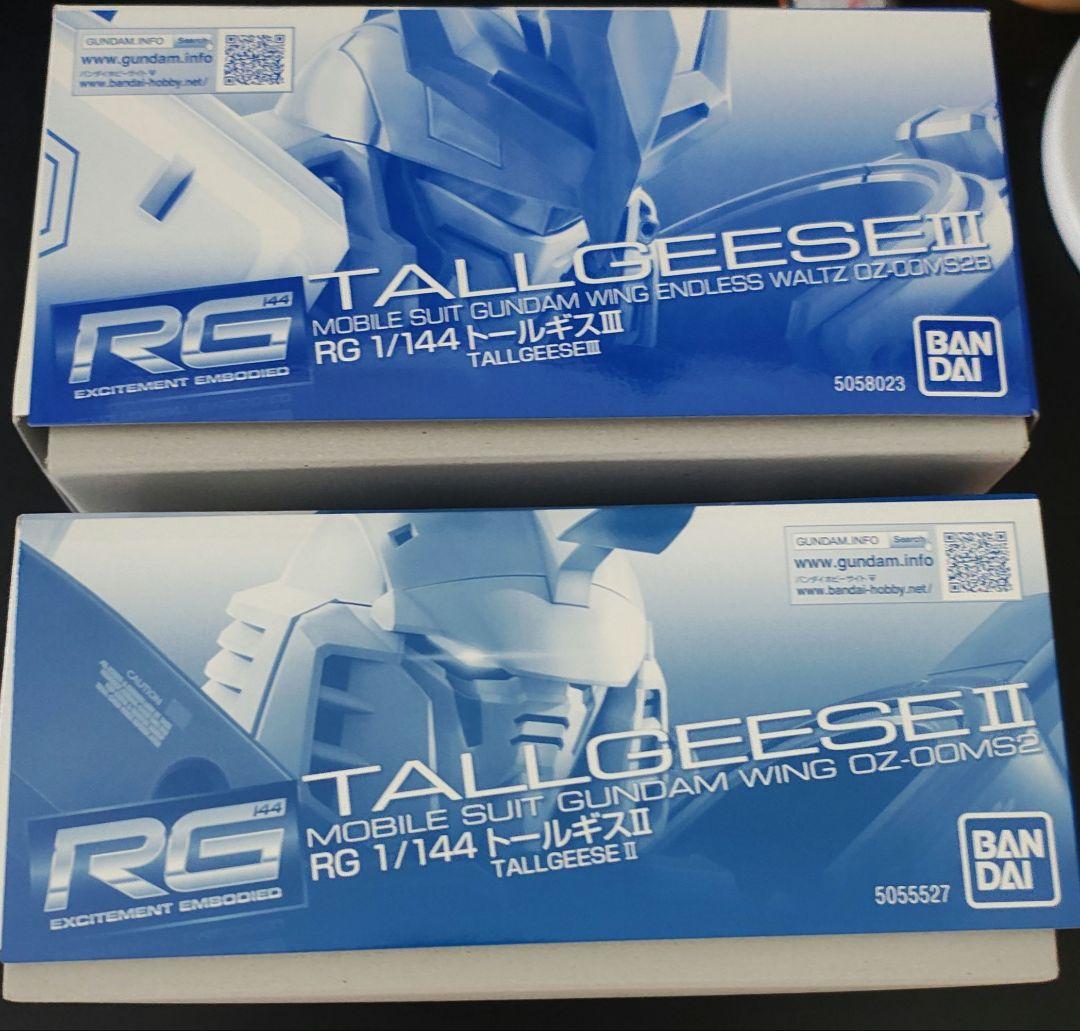 GUNDAM.INFO Search
www.gundam.info
バンダイホビーサイト
www.bandai-hobby.net/
TALLGEESEIII
MOBILE SUIT GUNDAM WING ENDLESS WALTZ OZ-00MS2B
RG 1/144 トールギスIII
TALLGEESEIII
RG 144
EXCITEMENT EMBODIED
5058023
BAN
DAI
GUNDAM.INFO Search
www.gundam.info
バンダイホビーサイト
www.bandai-hobby.net/
CAUTION
TALLGEESE II
MOBILE SUIT GUNDAM WING OZ-00MS2
RG 1/144 トールギスII
TALLGEESE II
RG 144
EXCITEMENT EMBODIED
5055527
BAN
DAI